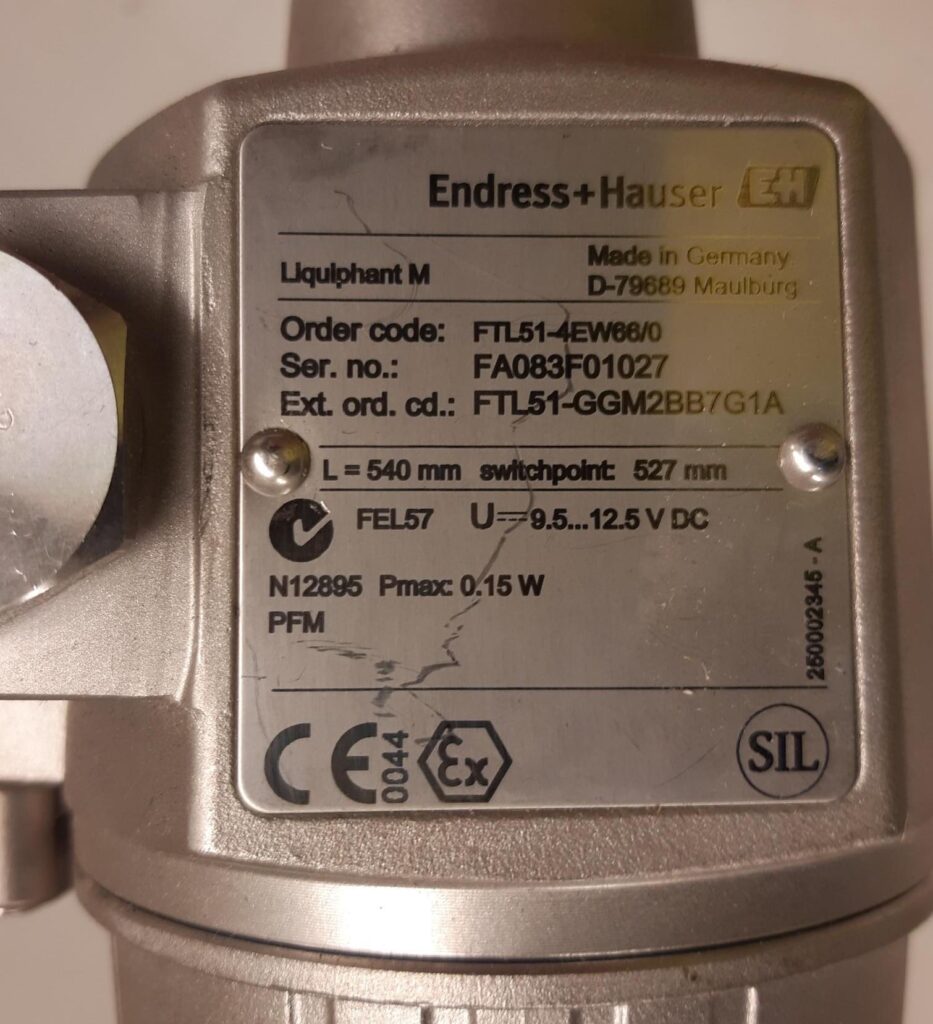 Endress+Hauser EH
Liquiphant M
Made in Germany
D-79689 Maulburg
Order code: FTL51-4EW66/0
Ser. no.: FA083F01027
Ext. ord. cd.: FTL51-GGM2BB7G1A
L = 540 mm switchpoint: 527 mm
FEL57 U⎓9.5...12.5 V DC
N12895 Pmax: 0.15 W
PFM
250002345 - A
CE 0044 Ex SIL